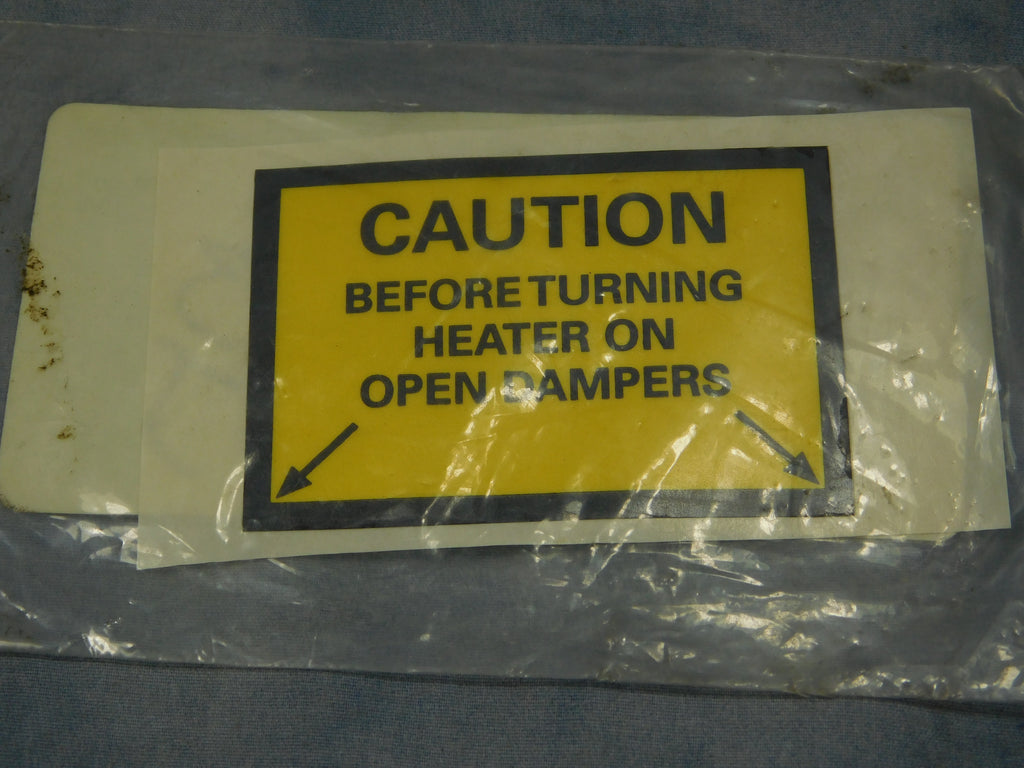 CAUTION
BEFORE TURNING
HEATER ON
OPEN DAMPERS